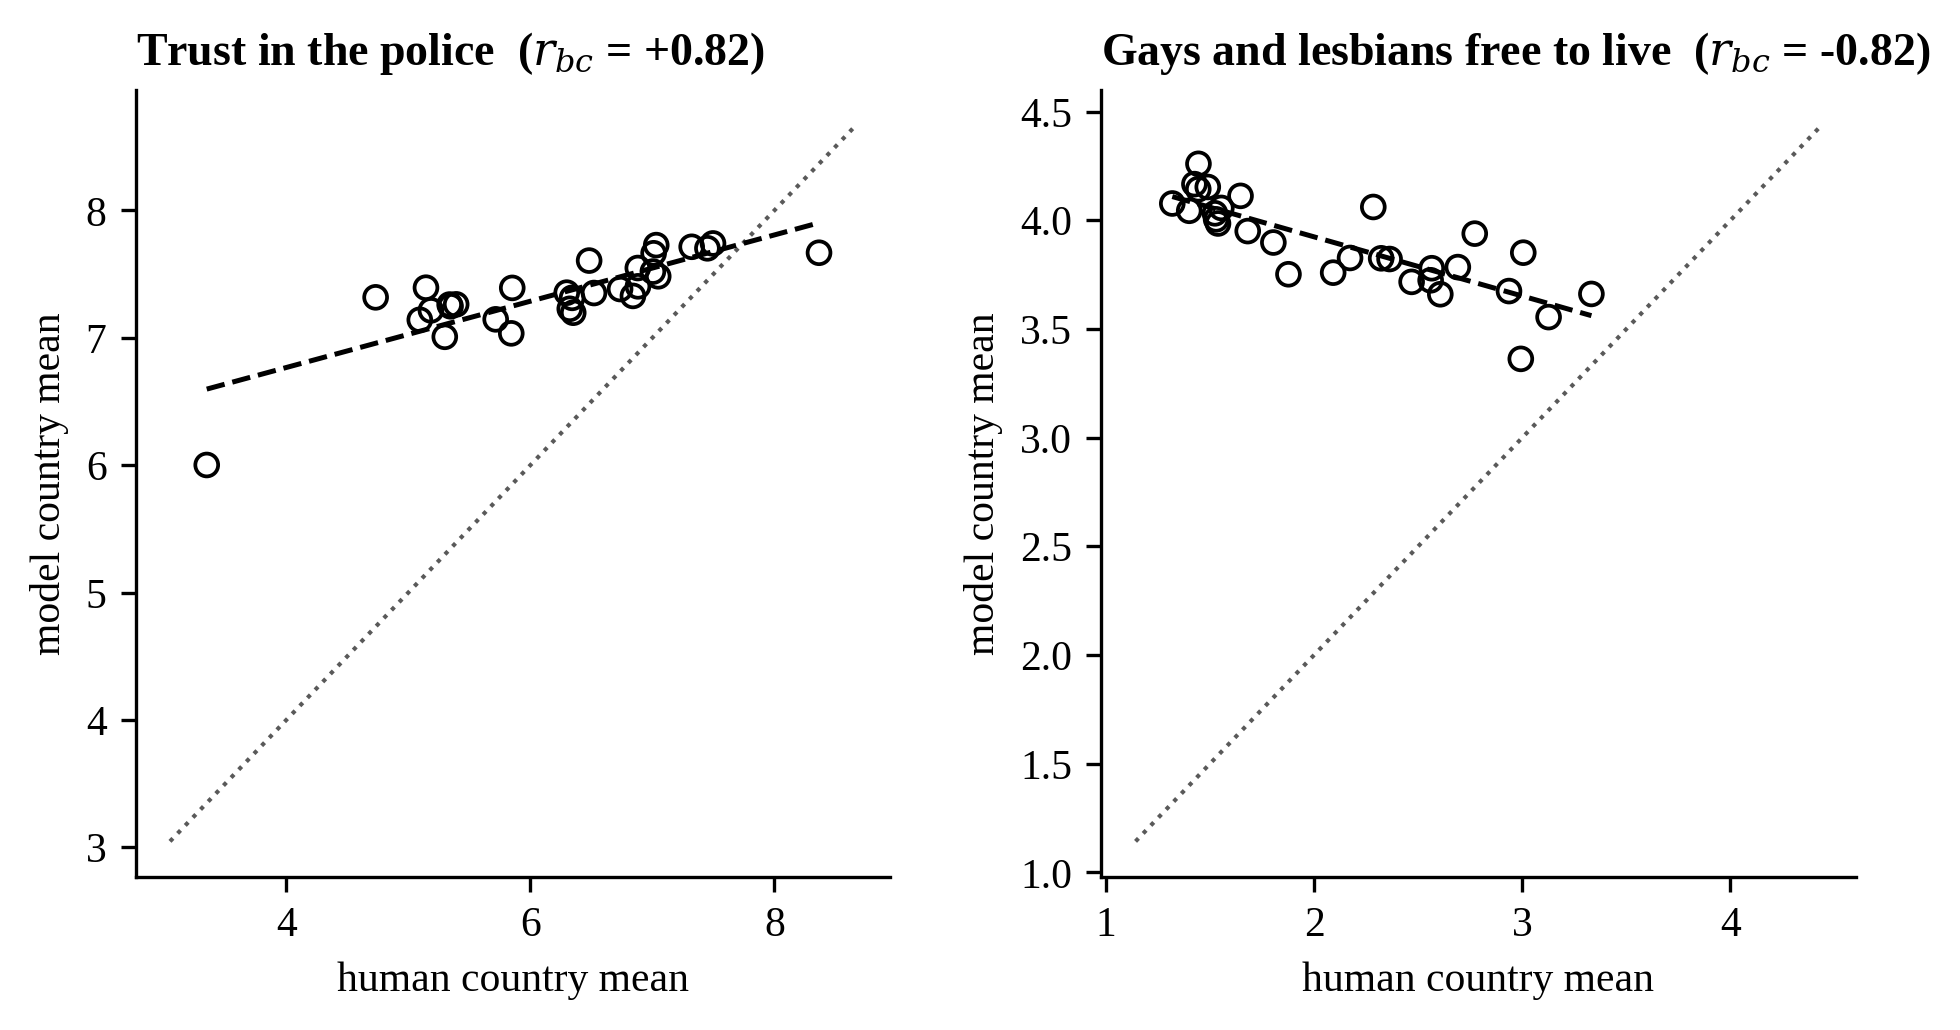 Trust in the police (r_bc = +0.82)
8
7
6
5
4
3
4 6 8
model country mean
human country mean
Gays and lesbians free to live (r_bc = -0.82)
4.5
4.0
3.5
3.0
2.5
2.0
1.5
1.0
1 2 3 4
model country mean
human country mean